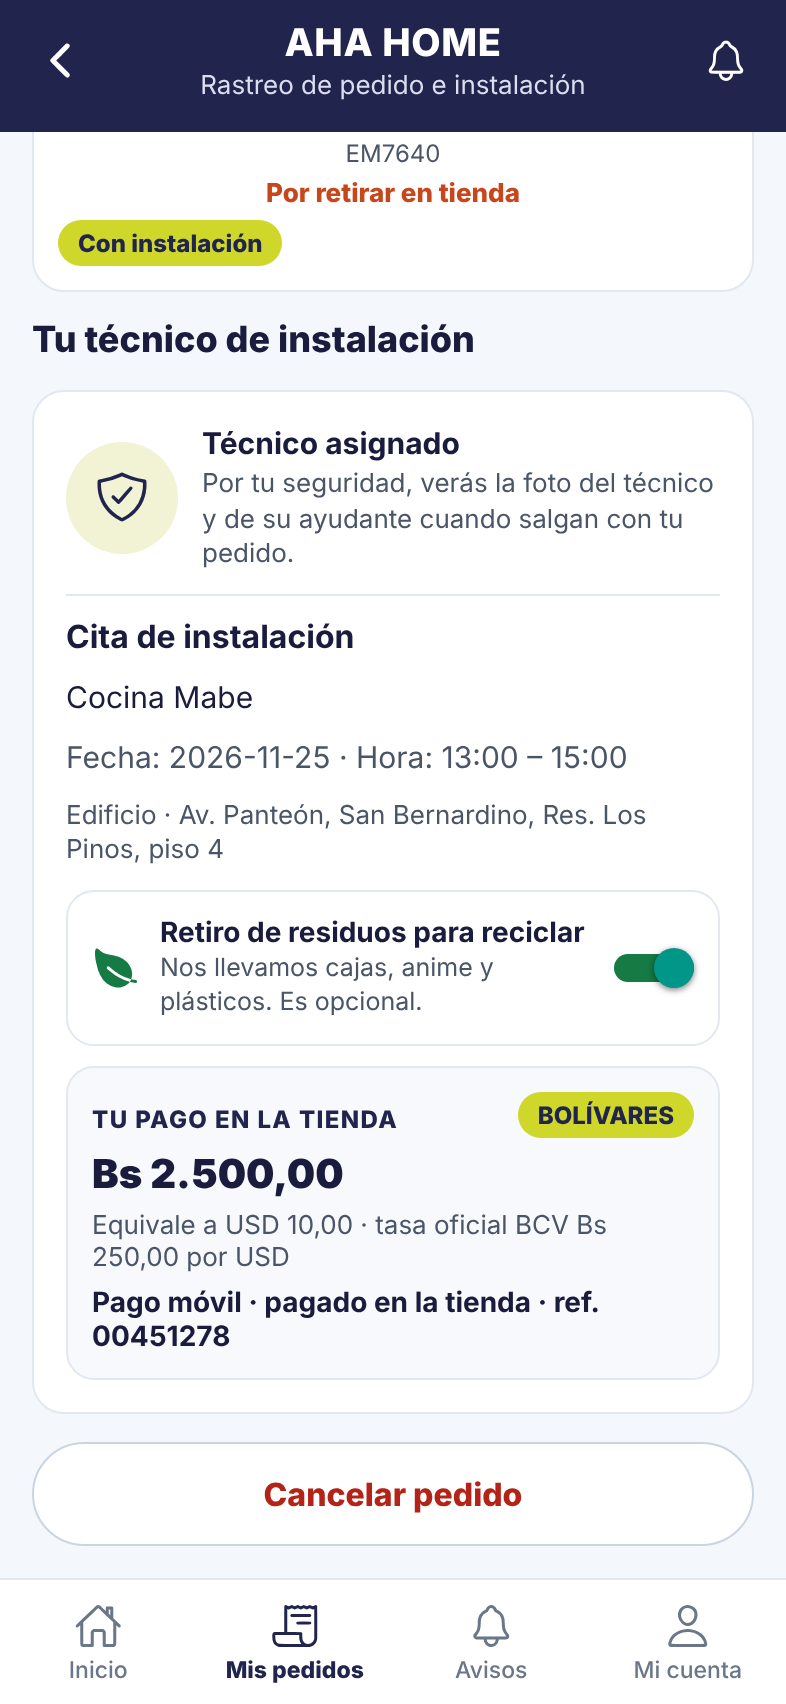 AHA HOME
Rastreo de pedido e instalación
EM7640
Por retirar en tienda
Con instalación
Tu técnico de instalación
Técnico asignado
Por tu seguridad, verás la foto del técnico
y de su ayudante cuando salgan con tu
pedido.
Cita de instalación
Cocina Mabe
Fecha: 2026-11-25 · Hora: 13:00 – 15:00
Edificio · Av. Panteón, San Bernardino, Res. Los
Pinos, piso 4
Retiro de residuos para reciclar
Nos llevamos cajas, anime y
plásticos. Es opcional.
TU PAGO EN LA TIENDA
BOLÍVARES
Bs 2.500,00
Equivale a USD 10,00 · tasa oficial BCV Bs
250,00 por USD
Pago móvil · pagado en la tienda · ref.
00451278
Cancelar pedido
Inicio
Mis pedidos
Avisos
Mi cuenta